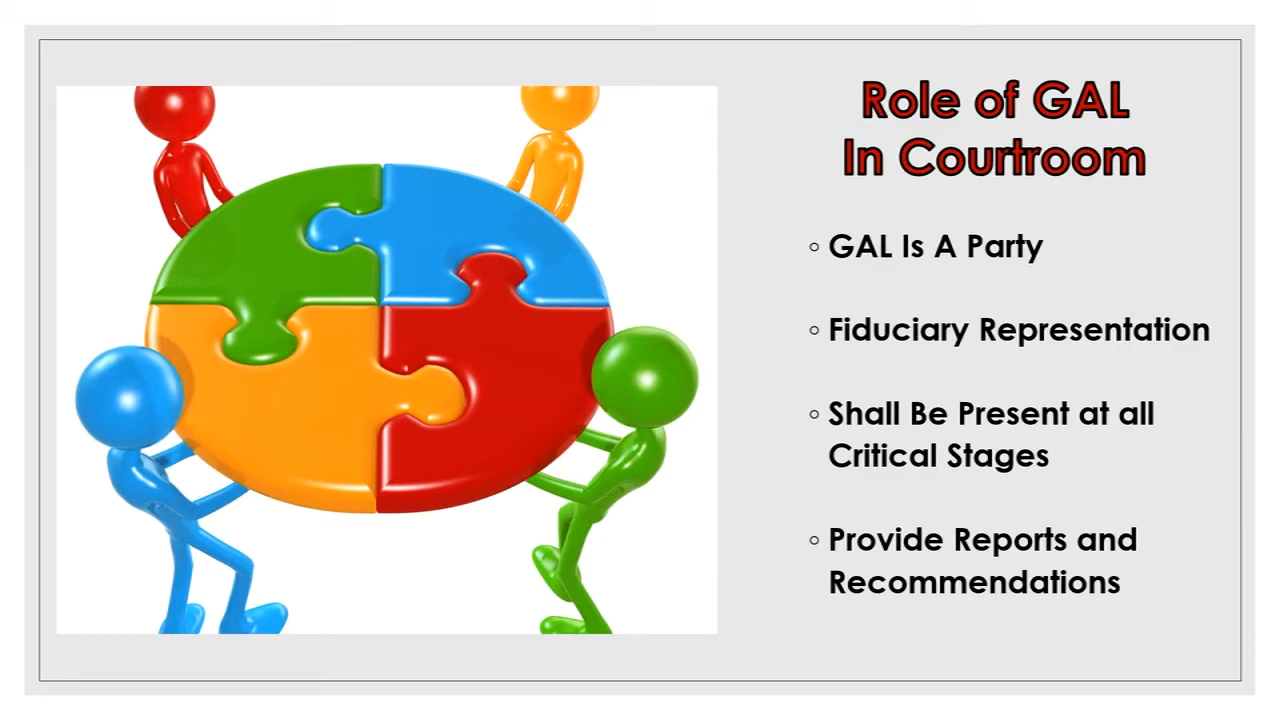 Role of GAL
In Courtroom
◦ GAL Is A Party
◦ Fiduciary Representation
◦ Shall Be Present at all
Critical Stages
◦ Provide Reports and
Recommendations